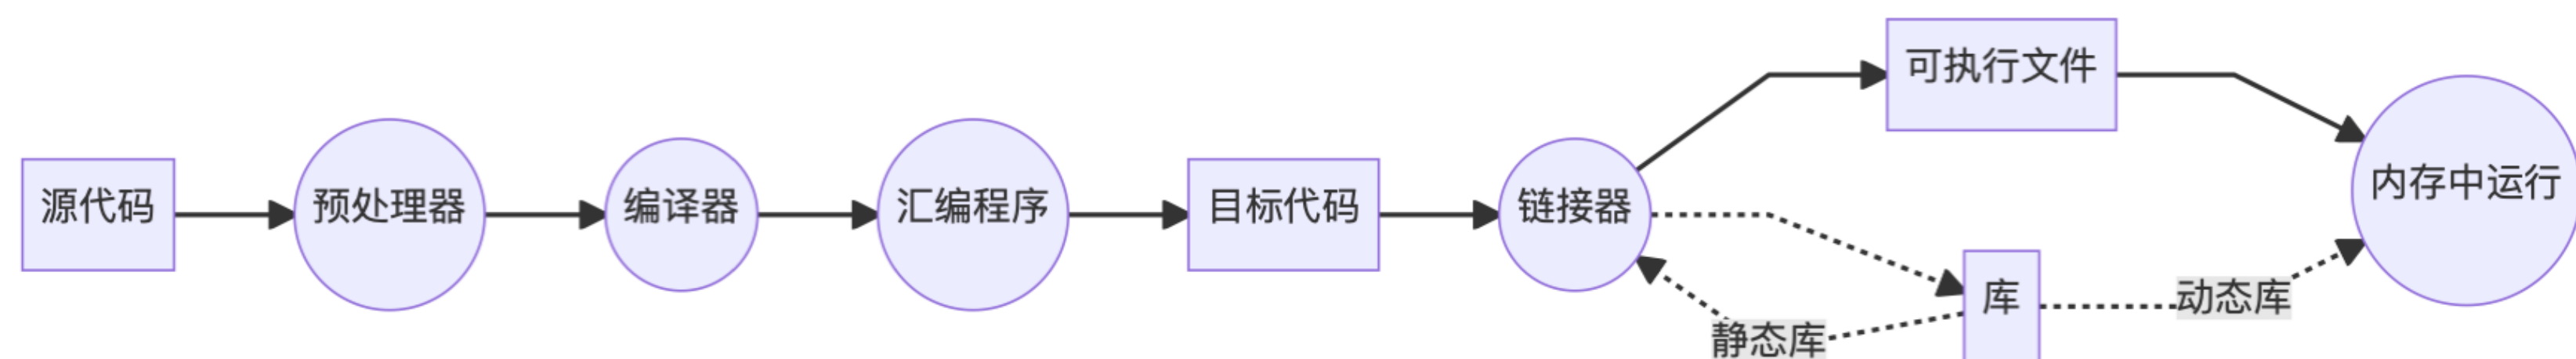 源代码
预处理器
编译器
汇编程序
目标代码
链接器
可执行文件
库
静态库
动态库
内存中运行